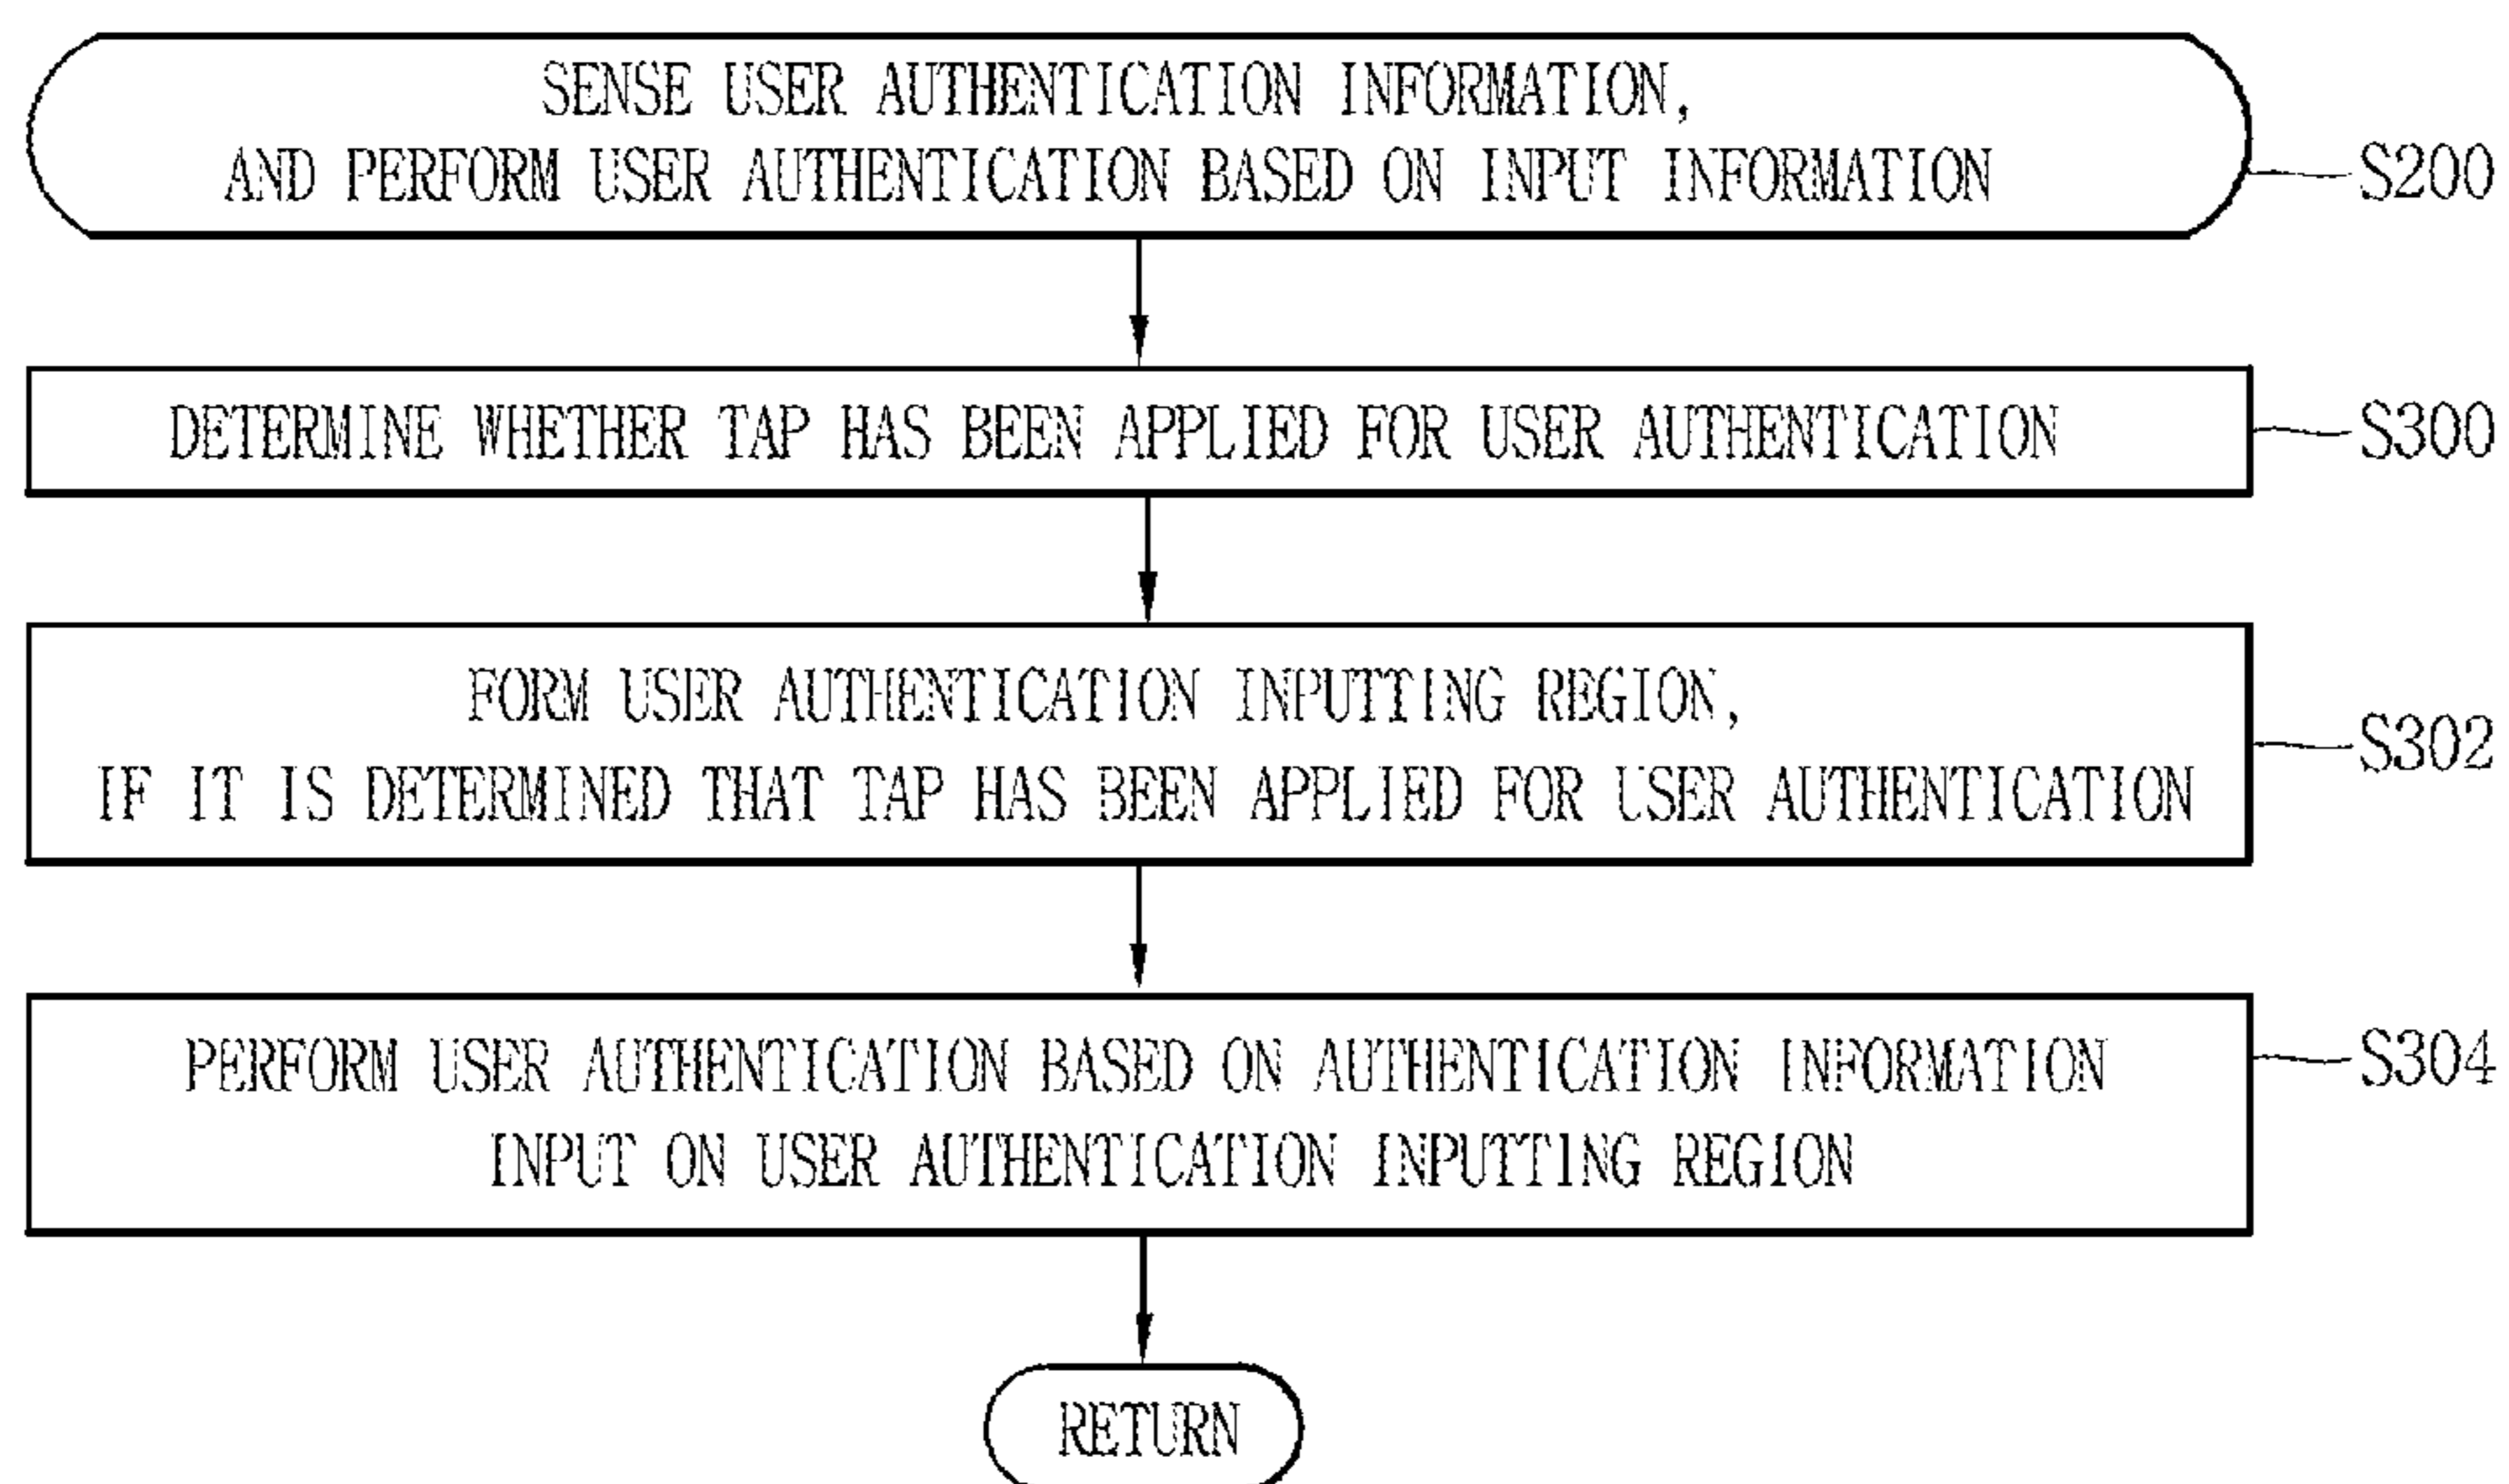 SENSE USER AUTHENTICATION INFORMATION,
AND PERFORM USER AUTHENTICATION BASED ON INPUT INFORMATION
S200
DETERMINE WHETHER TAP HAS BEEN APPLIED FOR USER AUTHENTICATION
S300
FORM USER AUTHENTICATION INPUTTING REGION,
IF IT IS DETERMINED THAT TAP HAS BEEN APPLIED FOR USER AUTHENTICATION
S302
PERFORM USER AUTHENTICATION BASED ON AUTHENTICATION INFORMATION
INPUT ON USER AUTHENTICATION INPUTTING REGION
S304
RETURN